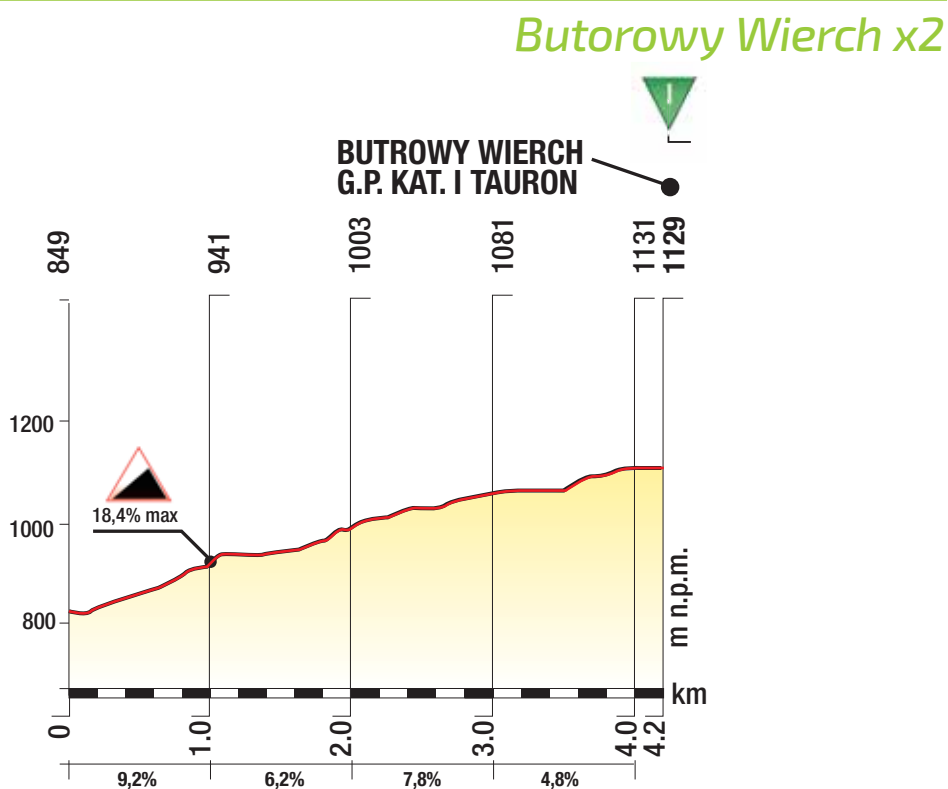 Butorowy Wierch x2
I
BUTROWY WIERCH
G.P. KAT. I TAURON
849
941
1003
1081
1131
1129
1200
1000
800
18,4% max
m n.p.m.
km
0
1.0
2.0
3.0
4.0
4.2
9,2%
6,2%
7,8%
4,8%